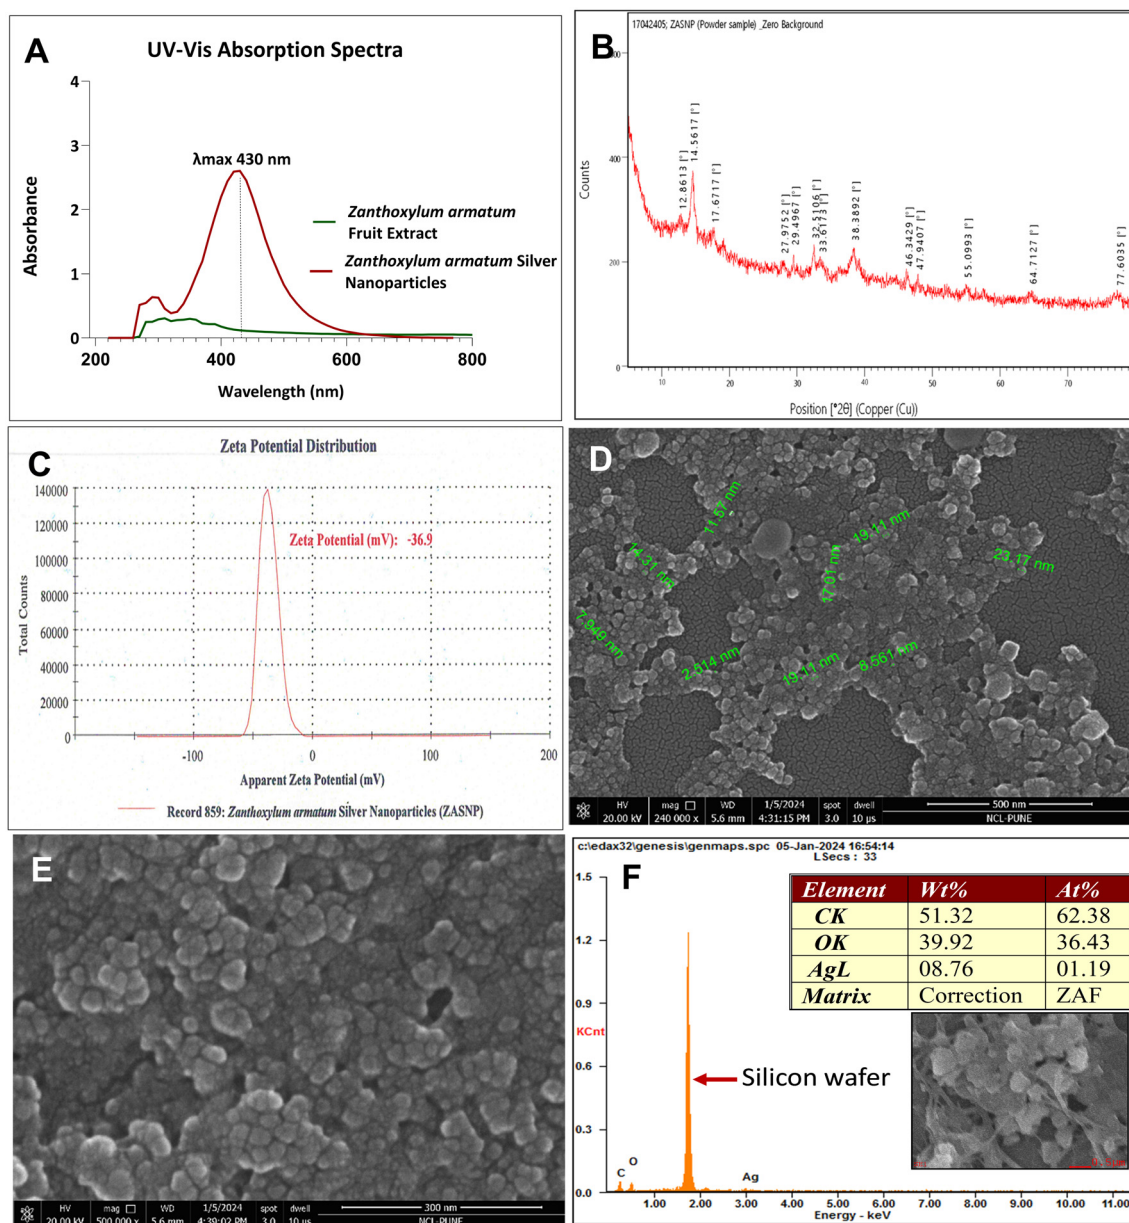 A
UV-Vis Absorption Spectra
4
3
2
1
0
Absorbance
λmax 430 nm
Zanthoxylum armatum
Fruit Extract
Zanthoxylum armatum Silver
Nanoparticles
200
400
600
800
Wavelength (nm)
B
17042405; ZASNP (Powder sample) _Zero Background
Counts
400
200
0
12.8613 [°]
14.5617 [°]
17.6717 [°]
27.9752 [°]
29.4967 [°]
32.5106 [°]
33.6173 [°]
38.3892 [°]
46.3429 [°]
47.9407 [°]
55.0993 [°]
64.7127 [°]
77.6035 [°]
10
20
30
40
50
60
70
Position [°2θ] (Copper (Cu))
C
Zeta Potential Distribution
140000
120000
100000
80000
60000
40000
20000
0
Total Counts
Zeta Potential (mV): -36.9
-100
0
100
200
Apparent Zeta Potential (mV)
Record 859: Zanthoxylum armatum Silver Nanoparticles (ZASNP)
D
11.57 nm
19.11 nm
23.17 nm
14.31 nm
17.01 nm
7.949 nm
2.514 nm
19.11 nm
8.561 nm
HV mag WD 1/5/2024 spot dwell 500 nm
20.00 kV 240 000 x 5.6 mm 4:31:15 PM 3.0 10 µs NCL-PUNE
E
HV mag WD 1/5/2024 spot dwell 300 nm
20.00 kV 500 000 x 5.6 mm 4:39:02 PM 3.0 10 µs NCL-PUNE
F
c:\edax32\genesis\genmaps.spc 05-Jan-2024 16:54:14
LSecs : 33
1.5
1.2
0.9
KCnt
0.6
0.3
0.0
Element Wt% At%
CK 51.32 62.38
OK 39.92 36.43
AgL 08.76 01.19
Matrix Correction ZAF
Silicon wafer
C
O
Ag
1.00 2.00 3.00 4.00 5.00 6.00 7.00 8.00 9.00 10.00 11.0
Energy - keV